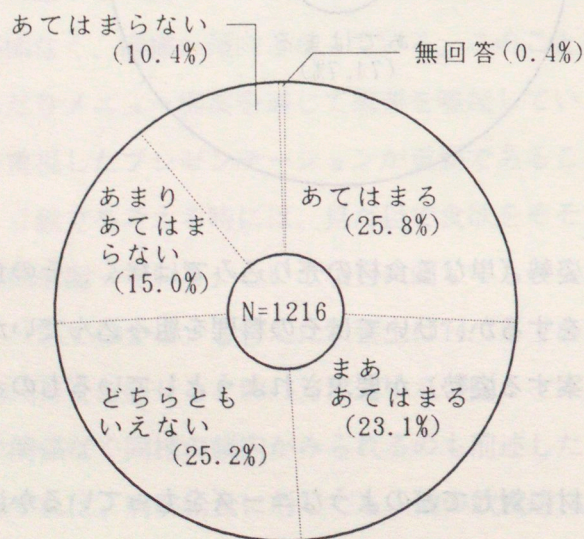 あてはまらない
(10.4%)
無回答(0.4%)
あてはまる
(25.8%)
あまり
あてはま
らない
(15.0%)
N=1216
まあ
あてはまる
(23.1%)
どちらとも
いえない
(25.2%)